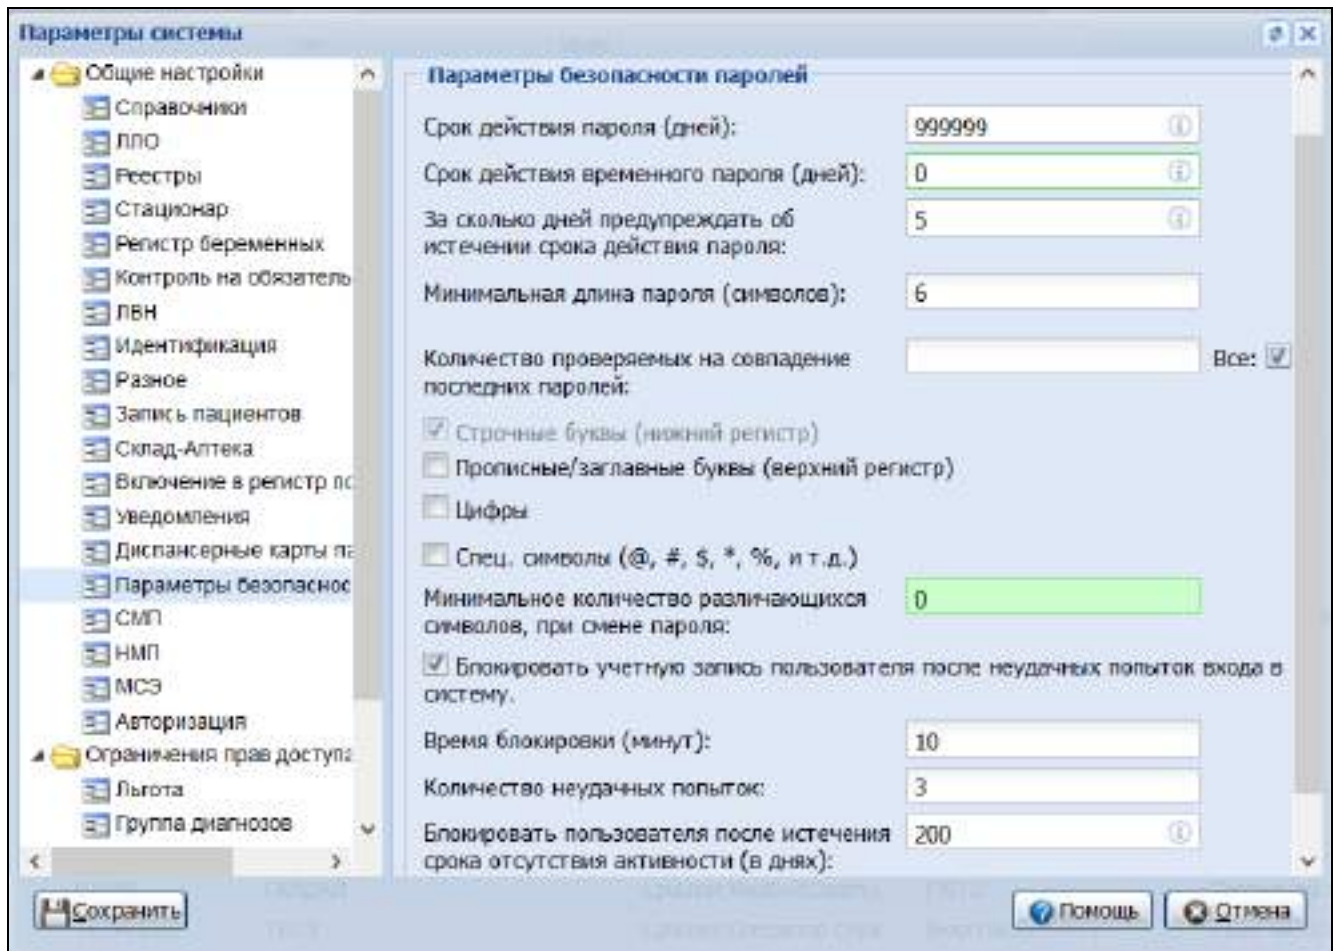 Параметры системы
Общие настройки
Справочники
ЛЛО
Реестры
Стационар
Регистр беременных
Контроль на обязатель
ЛВН
Идентификация
Разное
Запись пациентов
Склад-Аптека
Включение в регистр по
Уведомления
Диспансерные карты па
Параметры безопаснос
СМП
НМП
МСЭ
Авторизация
Ограничения прав доступа
Льгота
Группа диагнозов
Параметры безопасности паролей
Срок действия пароля (дней): 999999
Срок действия временного пароля (дней): 0
За сколько дней предупреждать об
истечении срока действия пароля: 5
Минимальная длина пароля (символов): 6
Количество проверяемых на совпадение
последних паролей: Все:
Строчные буквы (нижний регистр)
Прописные/заглавные буквы (верхний регистр)
Цифры
Спец. символы (@, #, $, *, %, и т.д.)
Минимальное количество различающихся
символов, при смене пароля: 0
Блокировать учетную запись пользователя после неудачных попыток входа в
систему.
Время блокировки (минут): 10
Количество неудачных попыток: 3
Блокировать пользователя после истечения
срока отсутствия активности (в днях): 200
Сохранить
Помощь
Отмена